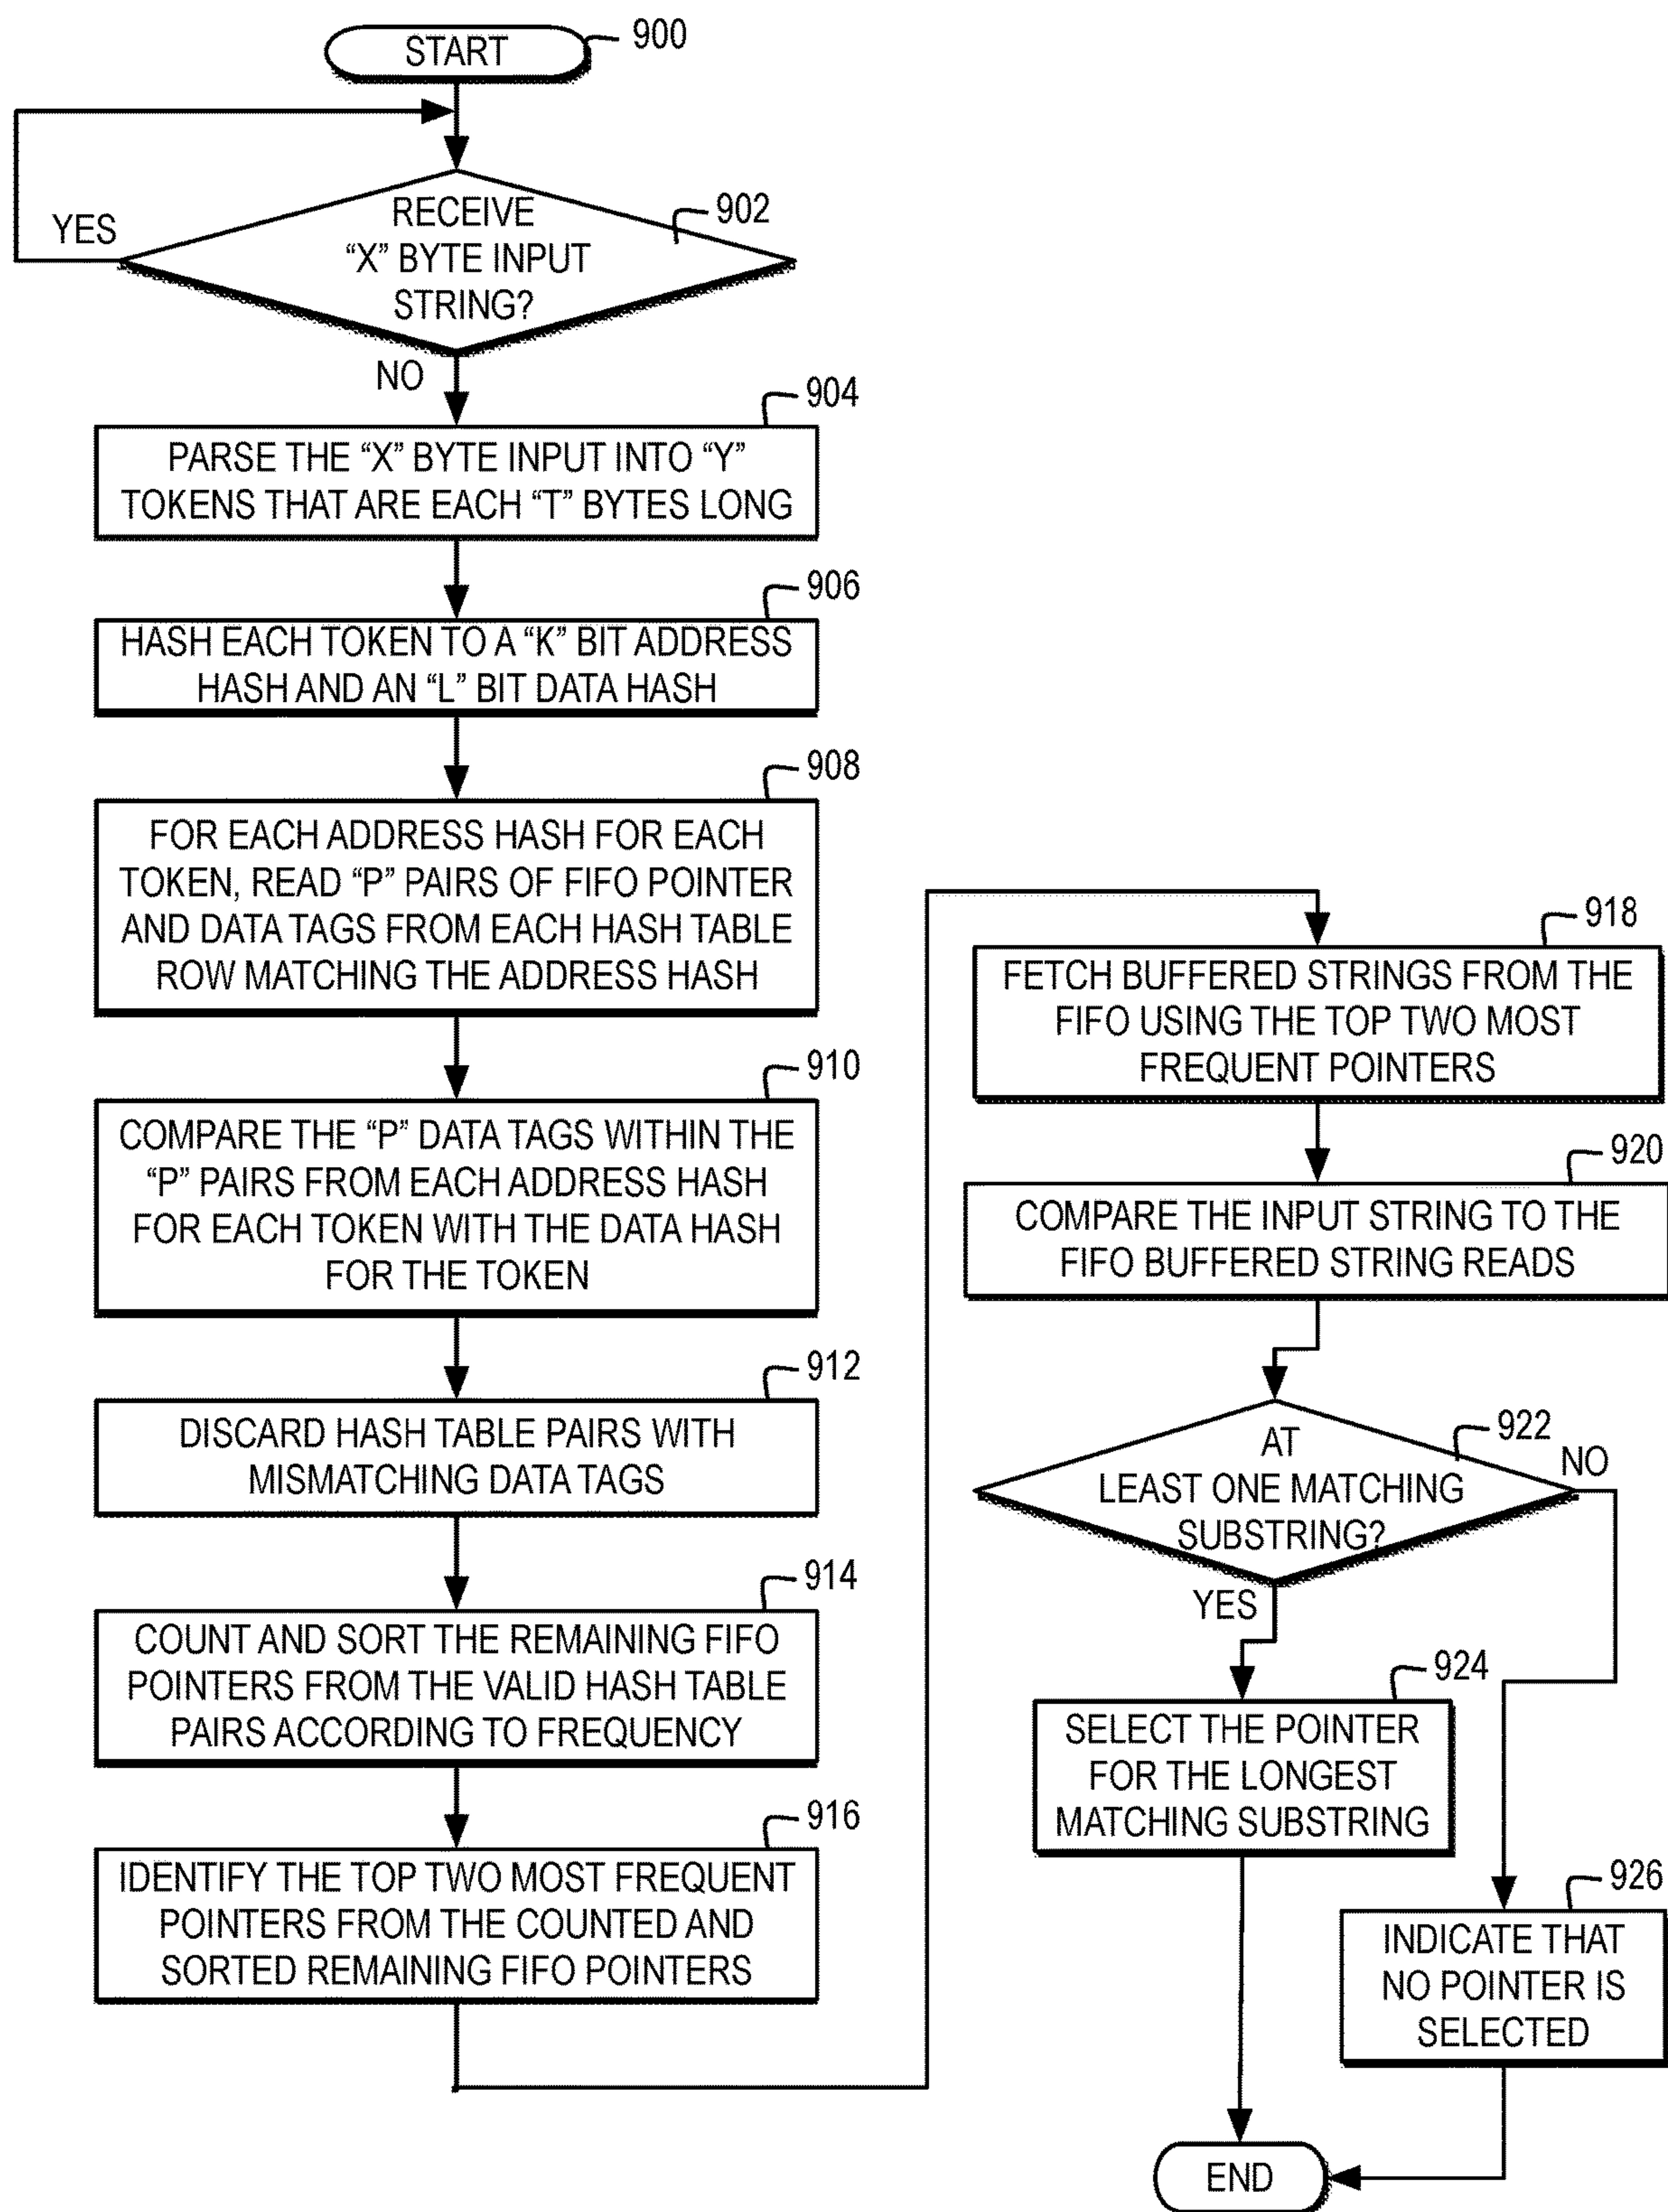 START
900
RECEIVE
“X” BYTE INPUT
STRING?
902
YES
NO
904
PARSE THE “X” BYTE INPUT INTO “Y”
TOKENS THAT ARE EACH “T” BYTES LONG
906
HASH EACH TOKEN TO A “K” BIT ADDRESS
HASH AND AN “L” BIT DATA HASH
908
FOR EACH ADDRESS HASH FOR EACH
TOKEN, READ “P” PAIRS OF FIFO POINTER
AND DATA TAGS FROM EACH HASH TABLE
ROW MATCHING THE ADDRESS HASH
910
COMPARE THE “P” DATA TAGS WITHIN THE
“P” PAIRS FROM EACH ADDRESS HASH
FOR EACH TOKEN WITH THE DATA HASH
FOR THE TOKEN
912
DISCARD HASH TABLE PAIRS WITH
MISMATCHING DATA TAGS
914
COUNT AND SORT THE REMAINING FIFO
POINTERS FROM THE VALID HASH TABLE
PAIRS ACCORDING TO FREQUENCY
916
IDENTIFY THE TOP TWO MOST FREQUENT
POINTERS FROM THE COUNTED AND
SORTED REMAINING FIFO POINTERS
918
FETCH BUFFERED STRINGS FROM THE
FIFO USING THE TOP TWO MOST
FREQUENT POINTERS
920
COMPARE THE INPUT STRING TO THE
FIFO BUFFERED STRING READS
922
AT
LEAST ONE MATCHING
SUBSTRING?
NO
YES
924
SELECT THE POINTER
FOR THE LONGEST
MATCHING SUBSTRING
926
INDICATE THAT
NO POINTER IS
SELECTED
END